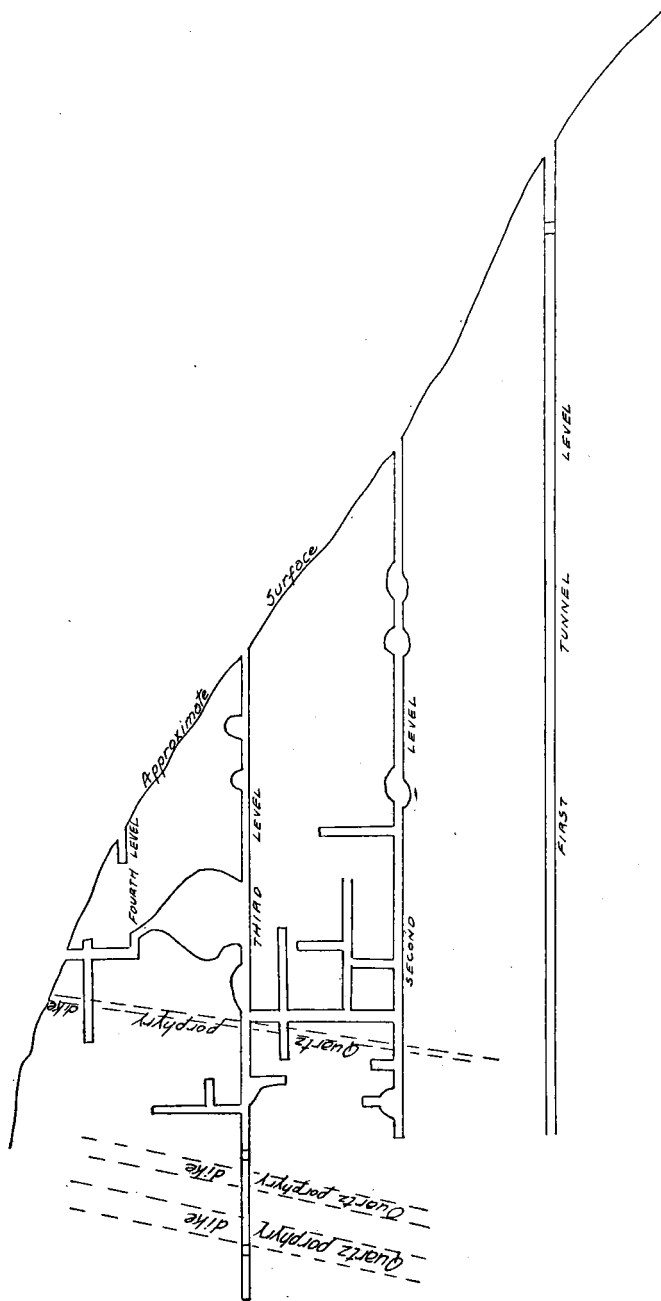 Approximate Surface
FOURTH LEVEL
THIRD LEVEL
SECOND LEVEL
FIRST TUNNEL LEVEL
Quartz porphyry dike
Quartz porphyry dike
Quartz porphyry dike